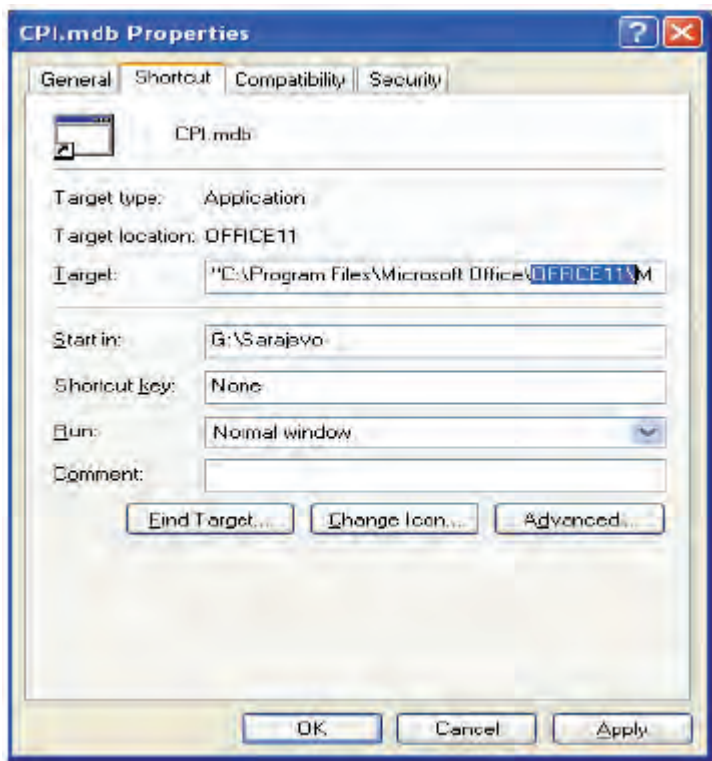 CPI.mdb Properties
General Shortcut Compatibility Security
CPI.mdb
Target type: Application
Target location: OFFICE11
Target: "C:\Program Files\Microsoft Office\OFFICE11\M
Start in: G:\Sarajevo
Shortcut key: None
Run: Normal window
Comment:
Find Target... Change Icon... Advanced...
OK Cancel Apply